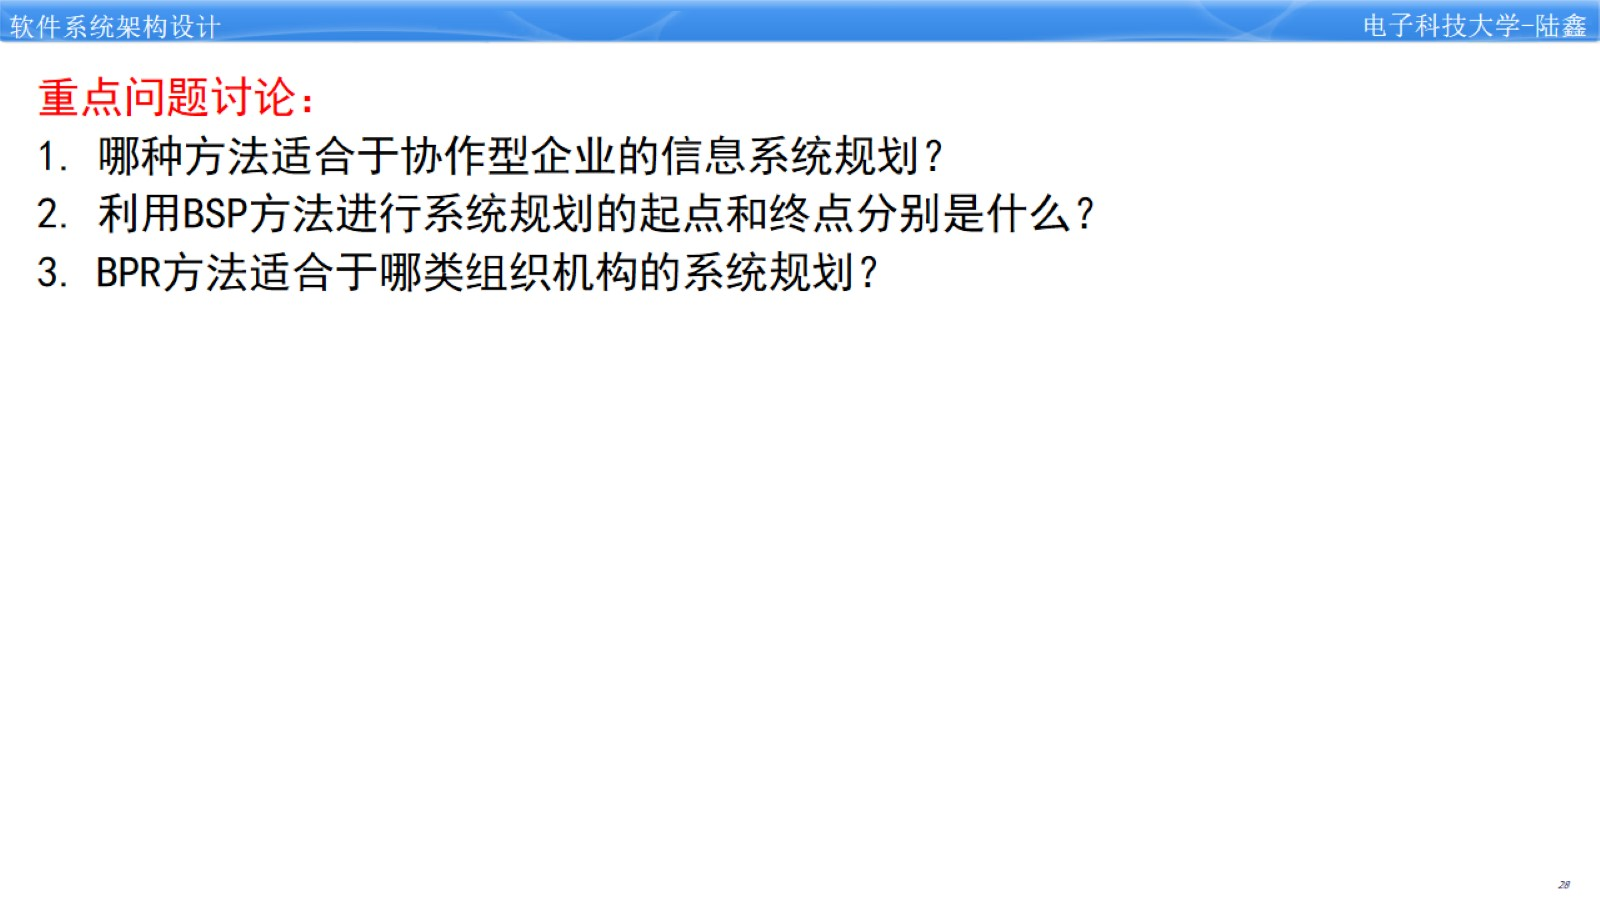 软件系统架构设计
电子科技大学-陆鑫
重点问题讨论：
1. 哪种方法适合于协作型企业的信息系统规划？
2. 利用BSP方法进行系统规划的起点和终点分别是什么？
3. BPR方法适合于哪类组织机构的系统规划？
28